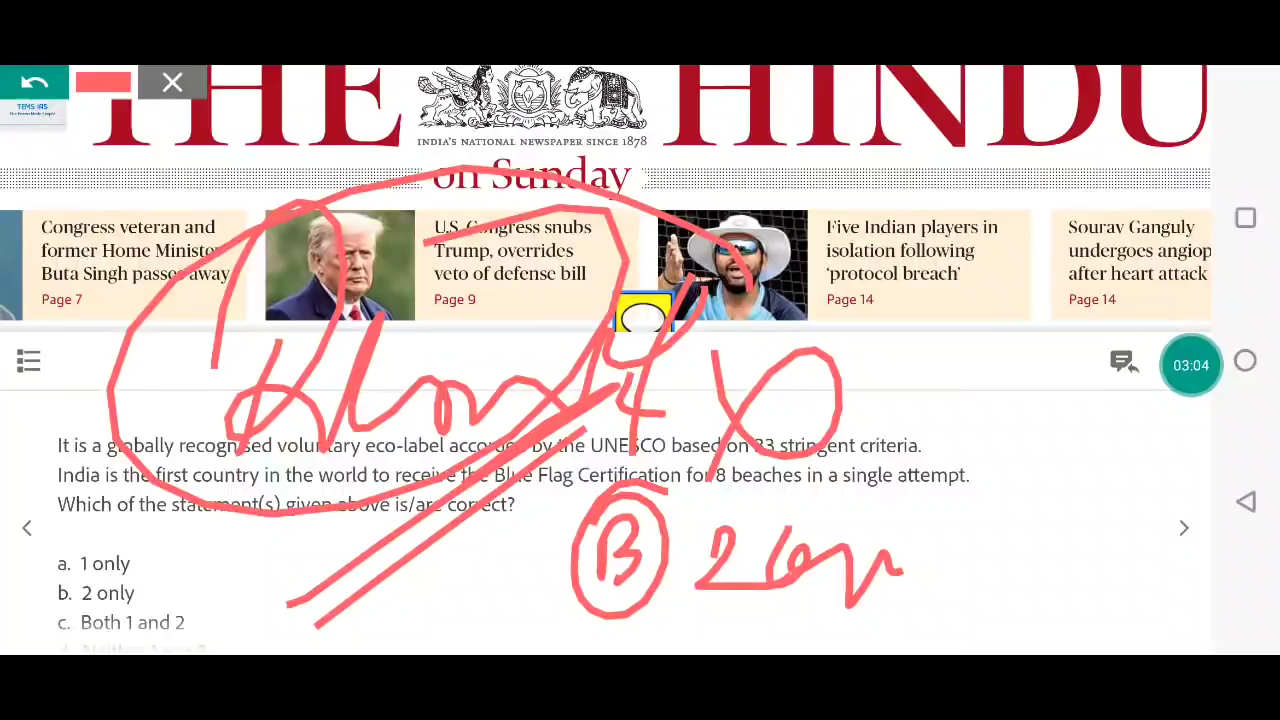 TEMS IAS
THE HINDU
INDIA'S NATIONAL NEWSPAPER SINCE 1878
on Sunday
Congress veteran and
former Home Minister
Buta Singh passes away
Page 7
U.S. Congress snubs
Trump, overrides
veto of defense bill
Page 9
Five Indian players in
isolation following
‘protocol breach’
Page 14
Sourav Ganguly
undergoes angiop
after heart attack
Page 14
03:04
It is a globally recognised voluntary eco-label accorded by the UNESCO based on 33 stringent criteria.
India is the first country in the world to receive the Blue Flag Certification for 8 beaches in a single attempt.
Which of the statement(s) given above is/are correct?
a. 1 only
b. 2 only
c. Both 1 and 2
B